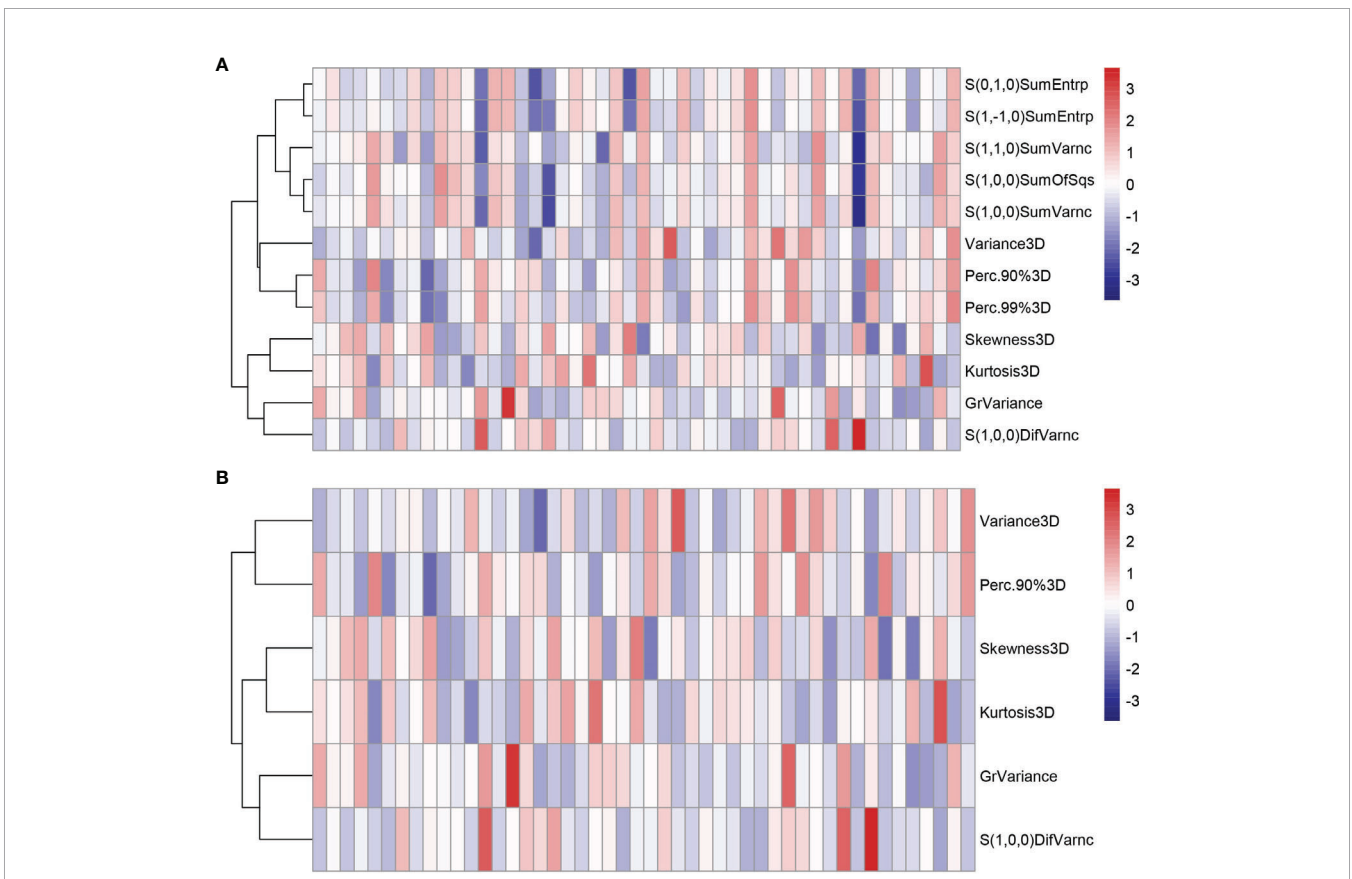 A
S(0,1,0)SumEntrp
S(1,-1,0)SumEntrp
S(1,1,0)SumVarnc
S(1,0,0)SumOfSqs
S(1,0,0)SumVarnc
Variance3D
Perc.90%3D
Perc.99%3D
Skewness3D
Kurtosis3D
GrVariance
S(1,0,0)DifVarnc
3
2
1
0
-1
-2
-3
B
Variance3D
Perc.90%3D
Skewness3D
Kurtosis3D
GrVariance
S(1,0,0)DifVarnc
3
2
1
0
-1
-2
-3